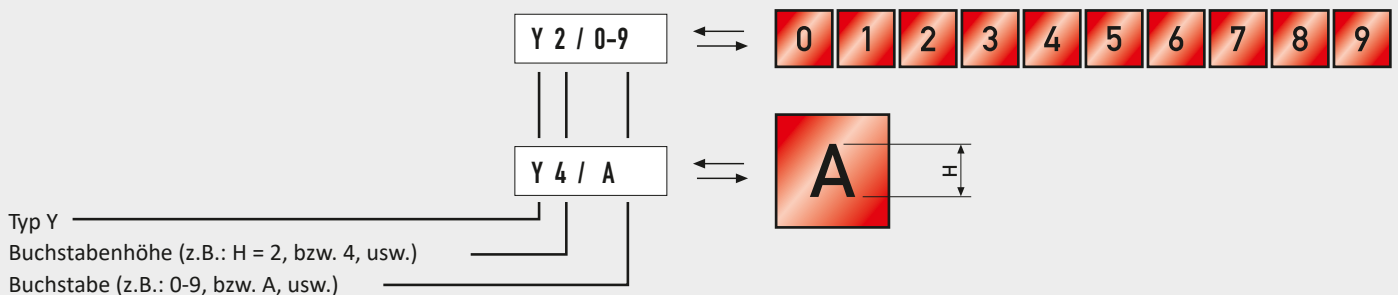 Y 2 / 0-9
0 1 2 3 4 5 6 7 8 9
Y 4 / A
A
H
Typ Y
Buchstabenhöhe (z.B.: H = 2, bzw. 4, usw.)
Buchstabe (z.B.: 0-9, bzw. A, usw.)